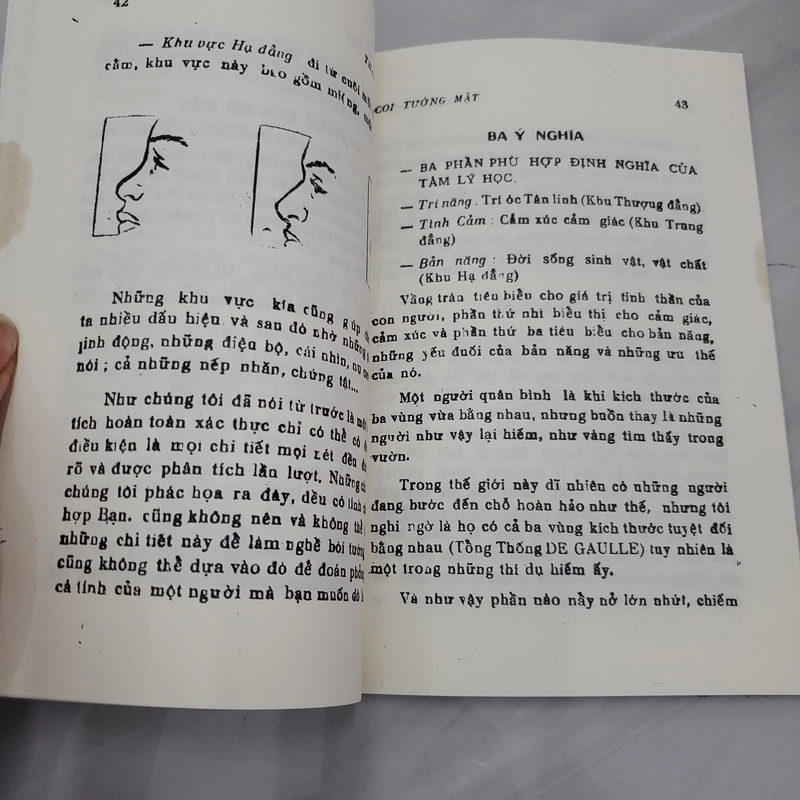 42
— Khu vực Hạ đẳng đi từ cuối
cằm, khu vực này bao gồm miệng,
Những khu vực kia cũng giúp
ta nhiều dấu hiệu và sau đó nhờ những
linh động, những điệu bộ, cái nhìn,
nói ; cả những nếp nhăn, chứng tật...
Như chúng tôi đã nói từ trước là
tích hoàn toàn xác thực chỉ có thể có
điều kiện là mọi chi tiết mọi nét đều
rõ và được phân tích lần lượt. Những
chúng tôi phác họa ra đây, đều có tính
hợp Bạn. cũng không nên và không thể
những chi tiết này để làm nghề bói tướng
cũng không thể dựa vào đó để đoán
cá tính của một người mà bạn muốn
COI TƯỚNG MẶT 43
BA Ý NGHĨA
— BA PHẦN PHÙ HỢP ĐỊNH NGHĨA CỦA
TÂM LÝ HỌC.
— Trí năng . Trí óc Tân linh (Khu Thượng đẳng)
— Tình Cảm : Cảm xúc cảm giác (Khu Trung
đẳng)
— Bản năng : Đời sống sinh vật, vật chất
(Khu Hạ đẳng)
Vầng trán tiêu biểu cho giá trị tinh thần của
con người, phần thứ nhì biểu thị cho cảm giác,
cảm xúc và phần thứ ba tiêu biểu cho bản năng,
những yếu đuối của bản năng và những ưu thế
của nó.
Một người quân bình là khi kích thước của
ba vùng vừa bằng nhau, nhưng buồn thay là những
người như vậy lại hiếm, như vàng tìm thấy trong
vườn.
Trong thế giới này dĩ nhiên có những người
đang bước đến chỗ hoàn hảo như thế, nhưng tôi
nghi ngờ là họ có cả ba vùng kích thước tuyệt đối
bằng nhau (Tổng Thống DE GAULLE) tuy nhiên là
một trong những thí dụ hiếm ấy.
Và như vậy phần nào nầy nở lớn nhứt, chiếm